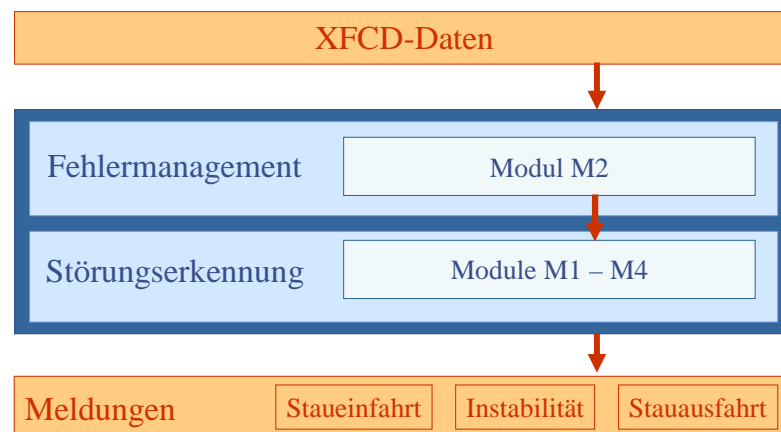 XFCD-Daten
Fehlermanagement
Modul M2
Störungserkennung
Module M1 – M4
Meldungen
Staueinfahrt
Instabilität
Stauausfahrt